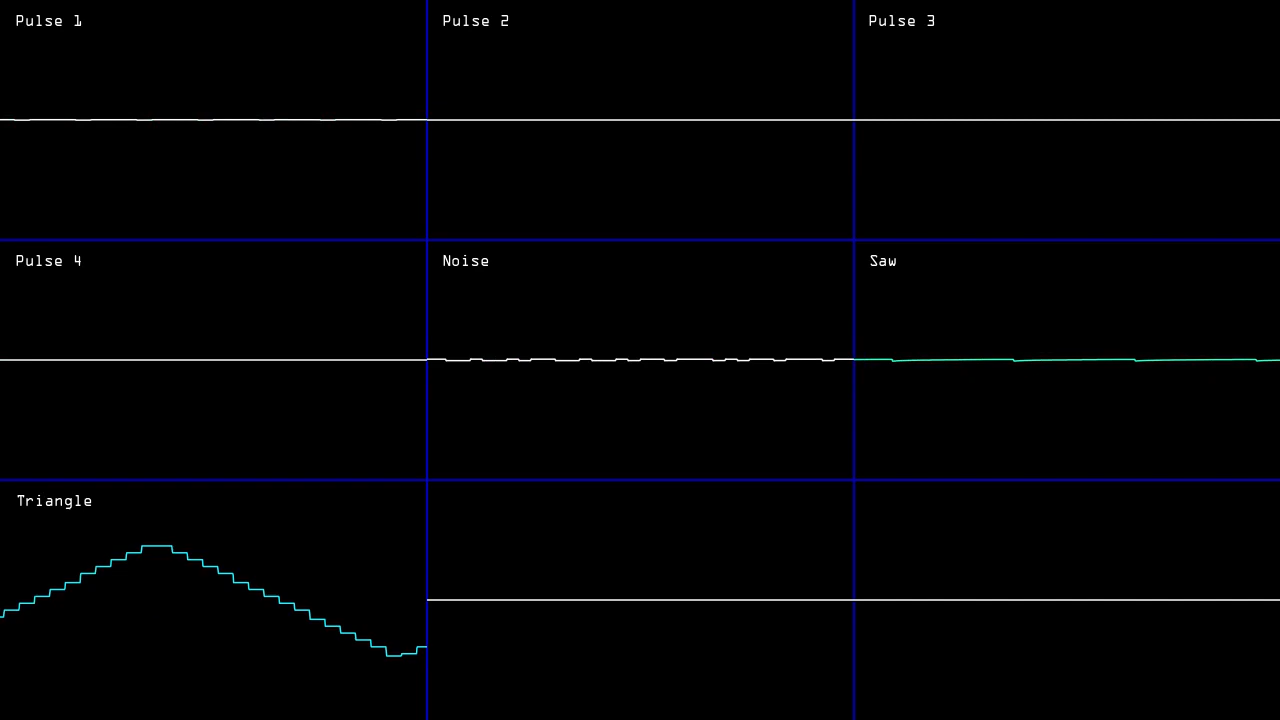 Pulse 1
Pulse 2
Pulse 3
Pulse 4
Noise
Saw
Triangle